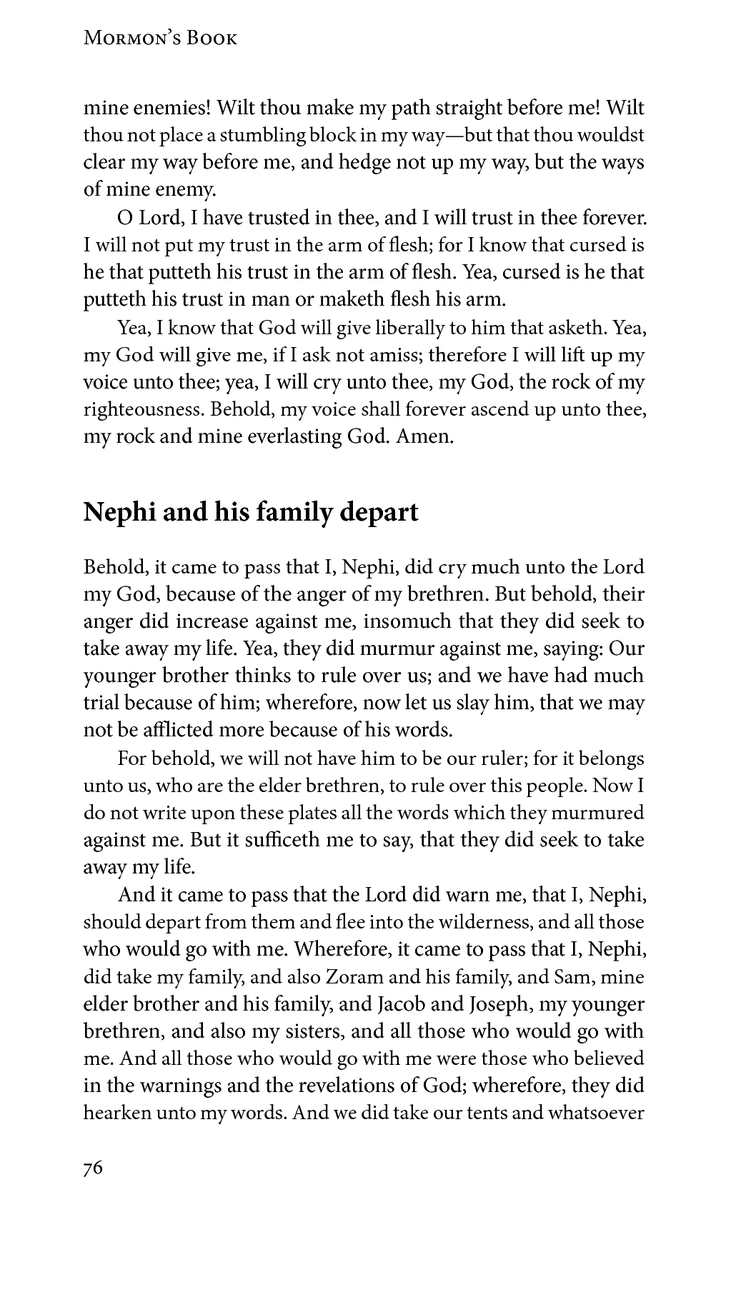 Mormon's Book
mine enemies! Wilt thou make my path straight before me! Wilt
thou not place a stumbling block in my way—but that thou wouldst
clear my way before me, and hedge not up my way, but the ways
of mine enemy.
O Lord, I have trusted in thee, and I will trust in thee forever.
I will not put my trust in the arm of flesh; for I know that cursed is
he that putteth his trust in the arm of flesh. Yea, cursed is he that
putteth his trust in man or maketh flesh his arm.
Yea, I know that God will give liberally to him that asketh. Yea,
my God will give me, if I ask not amiss; therefore I will lift up my
voice unto thee; yea, I will cry unto thee, my God, the rock of my
righteousness. Behold, my voice shall forever ascend up unto thee,
my rock and mine everlasting God. Amen.
Nephi and his family depart
Behold, it came to pass that I, Nephi, did cry much unto the Lord
my God, because of the anger of my brethren. But behold, their
anger did increase against me, insomuch that they did seek to
take away my life. Yea, they did murmur against me, saying: Our
younger brother thinks to rule over us; and we have had much
trial because of him; wherefore, now let us slay him, that we may
not be afflicted more because of his words.
For behold, we will not have him to be our ruler; for it belongs
unto us, who are the elder brethren, to rule over this people. Now I
do not write upon these plates all the words which they murmured
against me. But it sufficeth me to say, that they did seek to take
away my life.
And it came to pass that the Lord did warn me, that I, Nephi,
should depart from them and flee into the wilderness, and all those
who would go with me. Wherefore, it came to pass that I, Nephi,
did take my family, and also Zoram and his family, and Sam, mine
elder brother and his family, and Jacob and Joseph, my younger
brethren, and also my sisters, and all those who would go with
me. And all those who would go with me were those who believed
in the warnings and the revelations of God; wherefore, they did
hearken unto my words. And we did take our tents and whatsoever
76